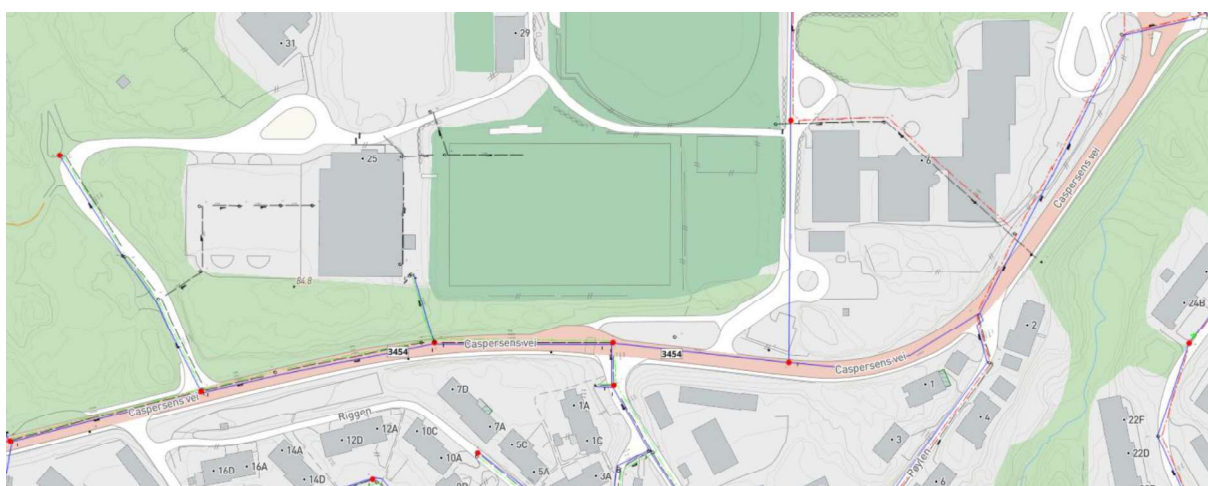 31
29
25
6
84.8
Caspersens vei
2
24B
Caspersens vei
3454
3454
Caspersens vei
1
Caspersens vei
7D
1A
4
Riggen
12A
10C
7A
22F
12D
5C
1C
3
22D
14A
10A
16A
16D
5A
3A
14D
Røylen
6